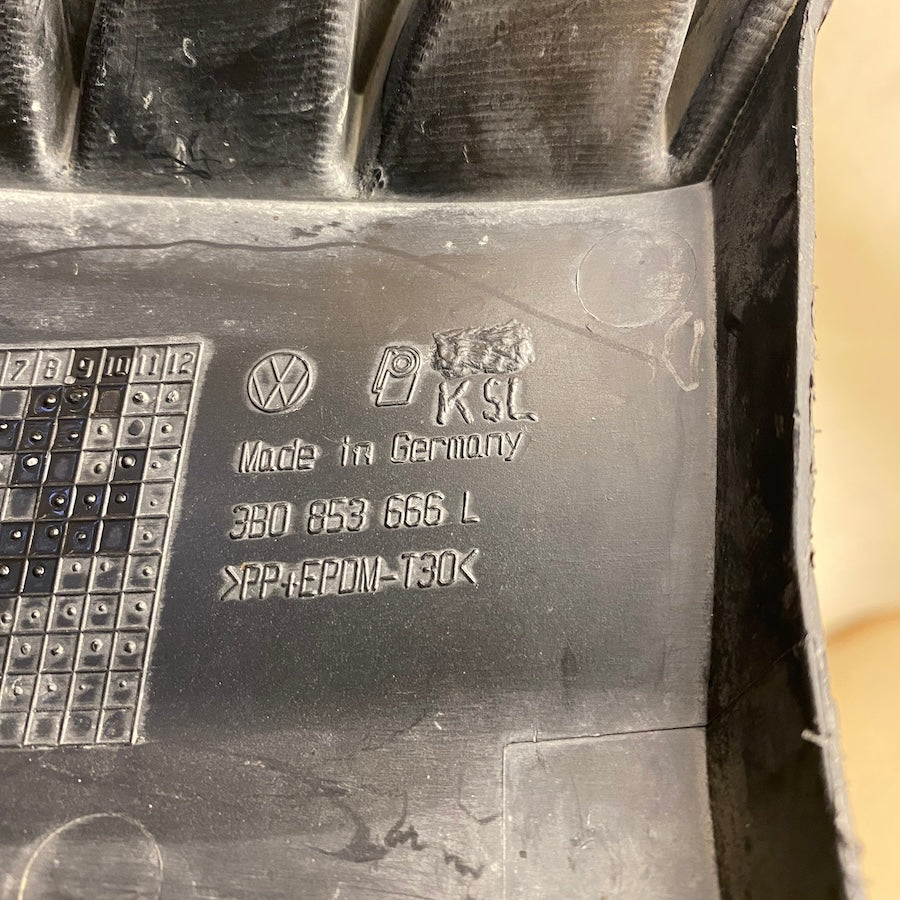 7 8 9 10 11 12
KSL
Made in Germany
3B0 853 666 L
>PP+EPDM-T30<